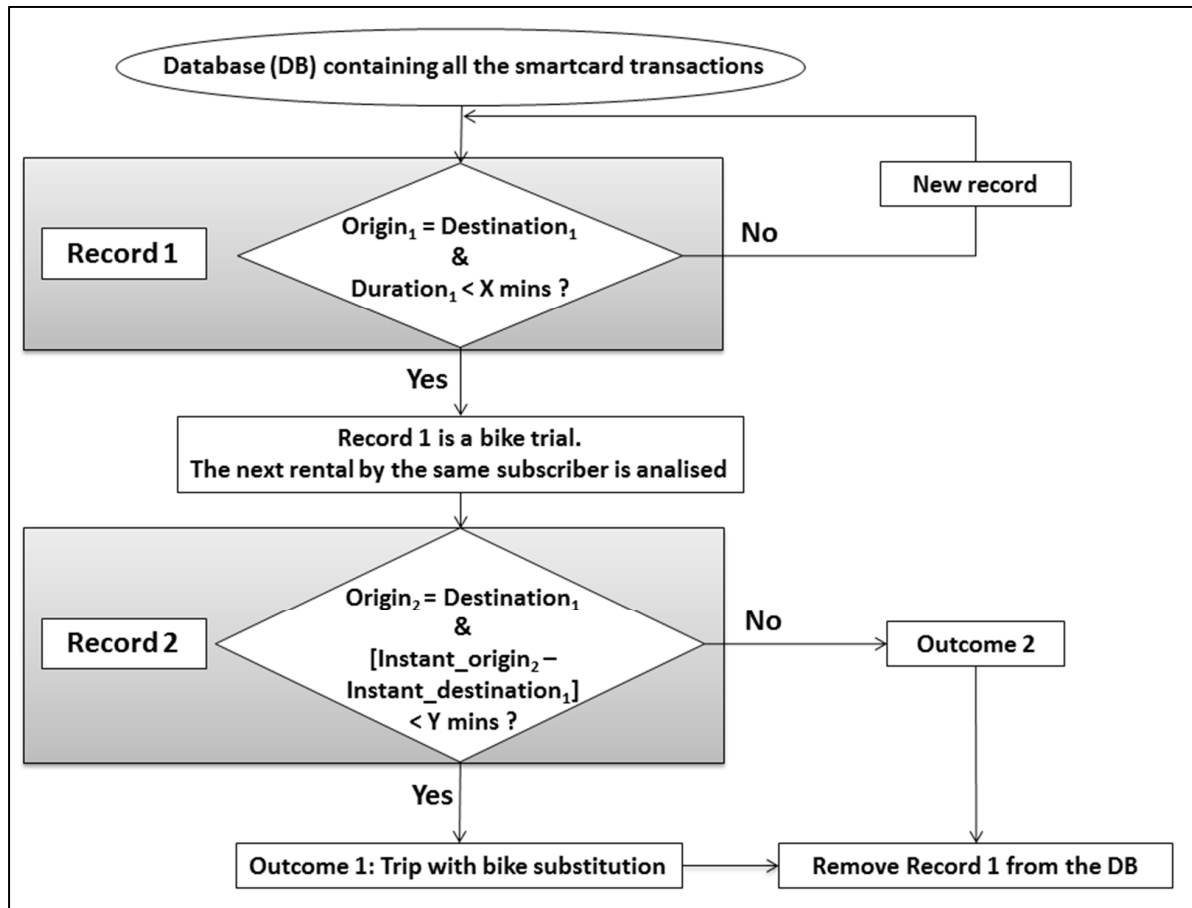 Database (DB) containing all the smartcard transactions
New record
Record 1
Origin₁ = Destination₁
&
Duration₁ < X mins ?
No
Yes
Record 1 is a bike trial.
The next rental by the same subscriber is analised
Record 2
Origin₂ = Destination₁
&
[Instant_origin₂ –
Instant_destination₁]
< Y mins ?
No
Outcome 2
Yes
Outcome 1: Trip with bike substitution
Remove Record 1 from the DB